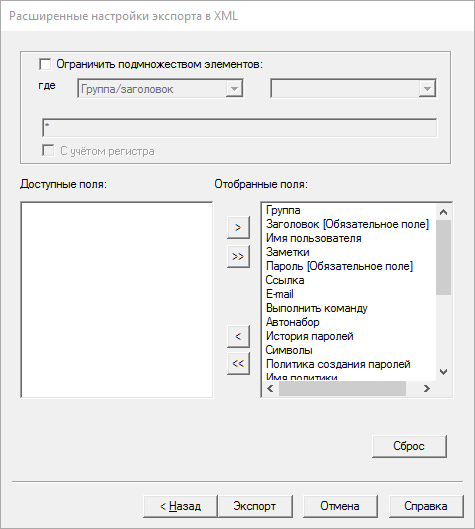 Расширенные настройки экспорта в XML
Ограничить подмножеством элементов:
где
Группа/заголовок
*
С учётом регистра
Доступные поля:
Отобранные поля:
>
>>
<
<<
Группа
Заголовок [Обязательное поле]
Имя пользователя
Заметки
Пароль [Обязательное поле]
Ссылка
E-mail
Выполнить команду
Автонабор
История паролей
Символы
Политика создания паролей
Имя политики
Сброс
< Назад
Экспорт
Отмена
Справка